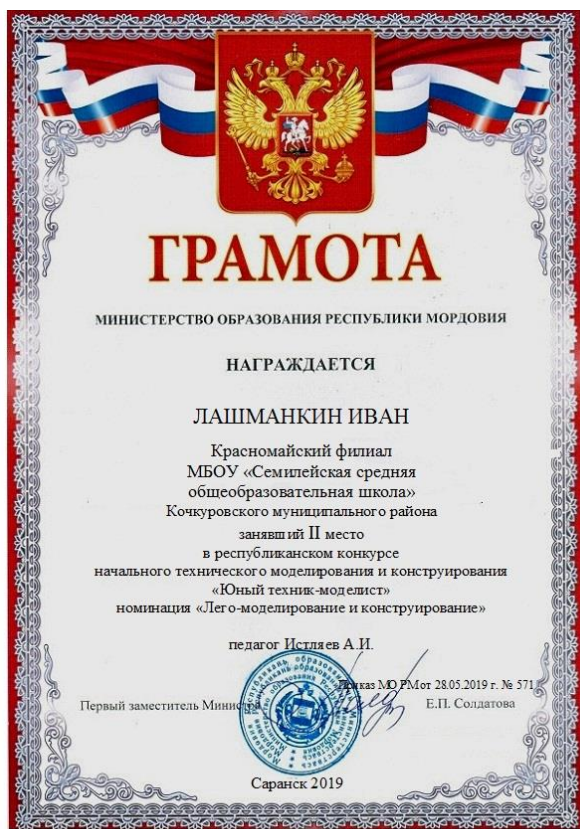 ГРАМОТА
МИНИСТЕРСТВО ОБРАЗОВАНИЯ РЕСПУБЛИКИ МОРДОВИЯ
НАГРАЖДАЕТСЯ
ЛАШМАНКИН ИВАН
Красномайский филиал
МБОУ «Семилейская средняя
общеобразовательная школа»
Кочкуровского муниципального района
занявший II место
в республиканском конкурсе
начального технического моделирования и конструирования
«Юный техник-моделист»
номинация «Лего-моделирование и конструирование»
педагог Истляев А.И.
Приказ МО РМот 28.05.2019 г. № 571
Первый заместитель Министра Е.П. Солдатова
Саранск 2019